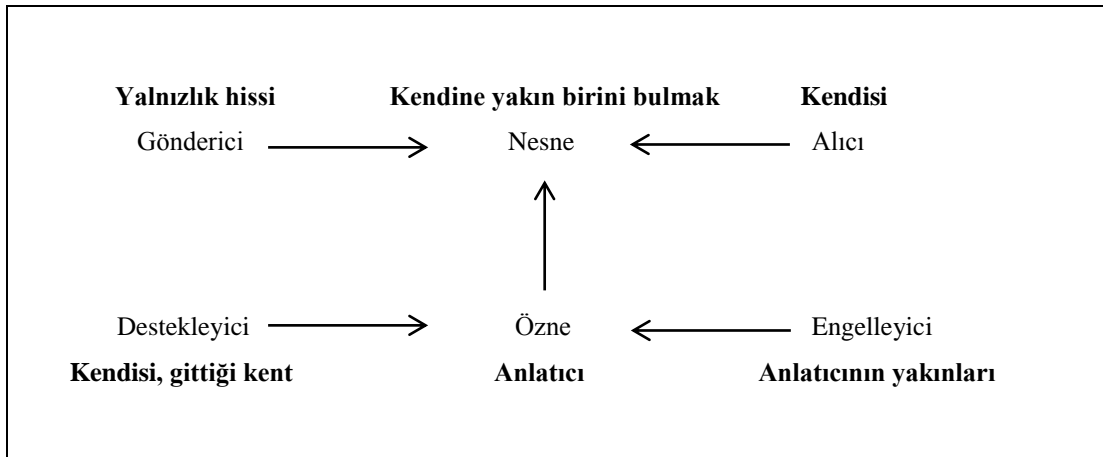 Yalnızlık hissi Kendine yakın birini bulmak Kendisi
Gönderici Nesne Alıcı
Destekleyici Özne Engelleyici
Kendisi, gittiği kent Anlatıcı Anlatıcının yakınları